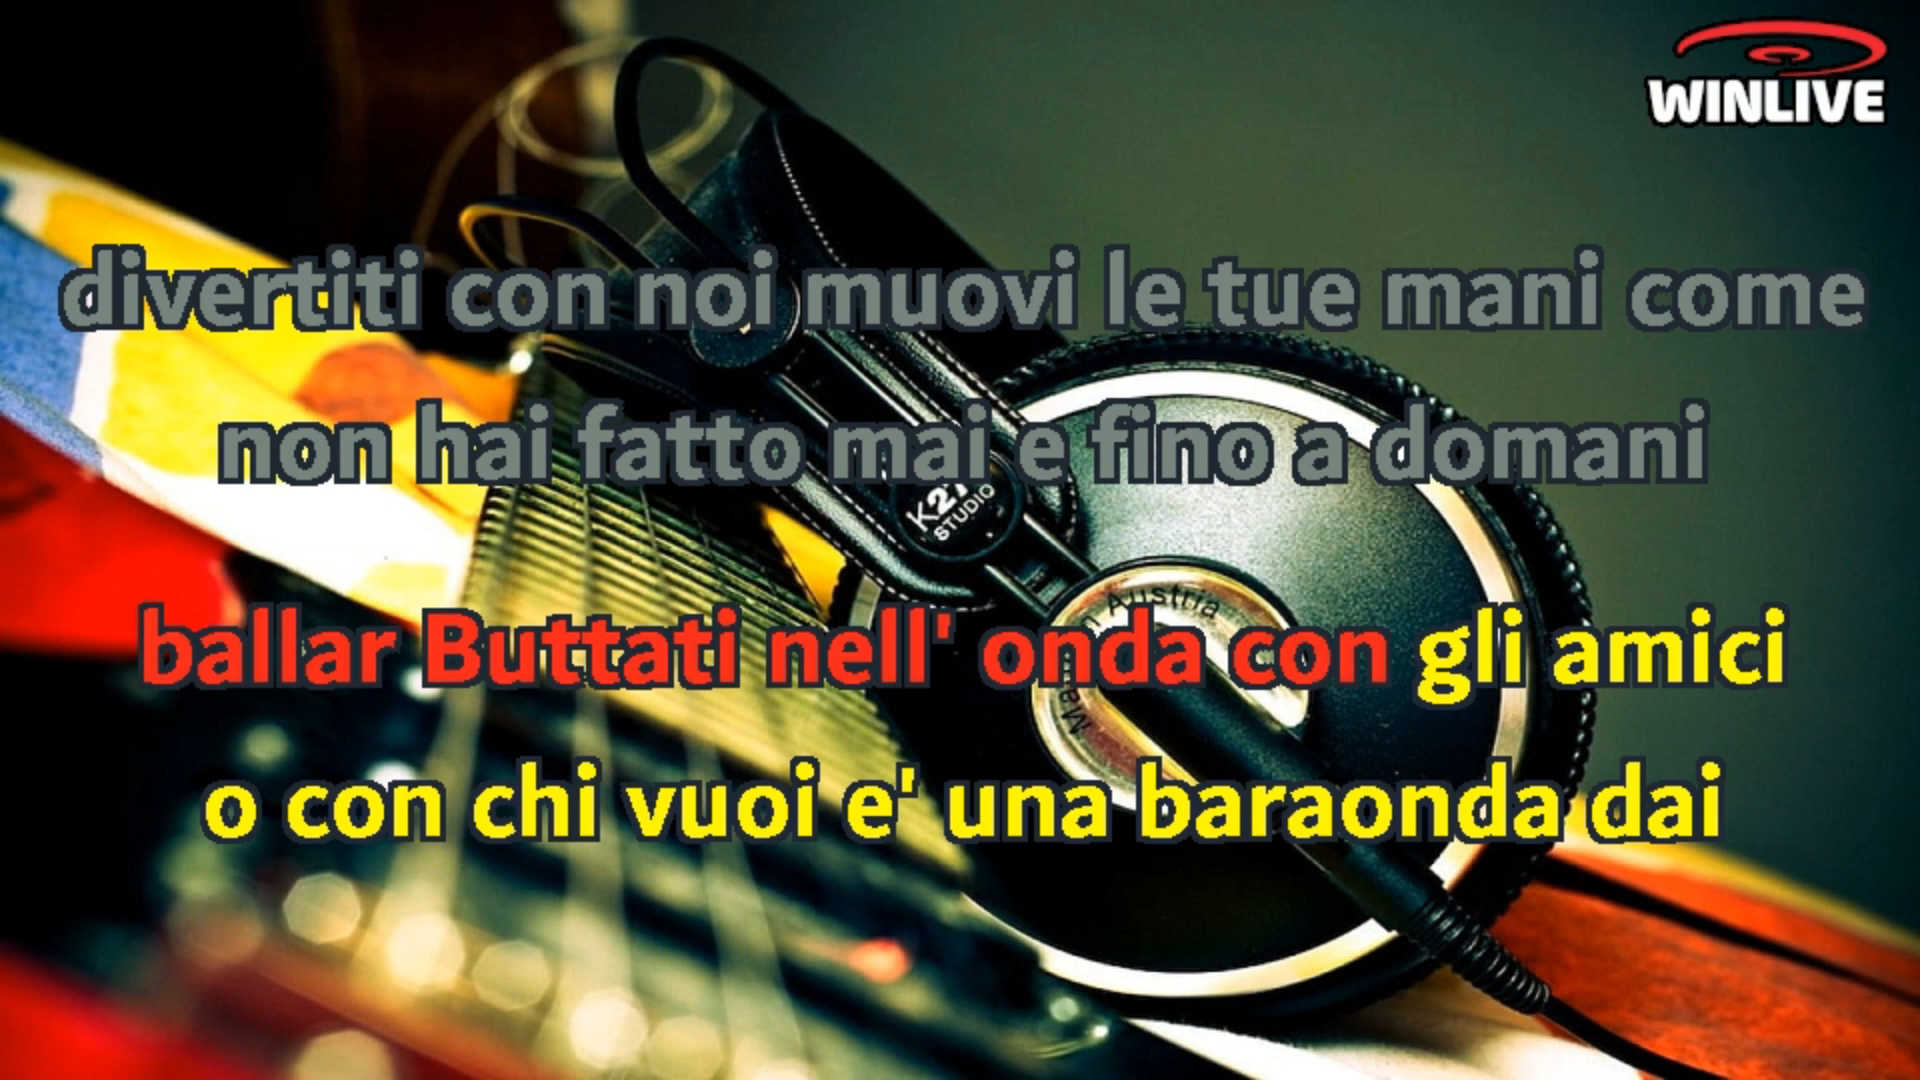 WINLIVE
divertiti con noi muovi le tue mani come
non hai fatto mai e fino a domani
K27
STUDIO
Austria
ballar Buttati nell' onda con gli amici
o con chi vuoi e' una baraonda dai